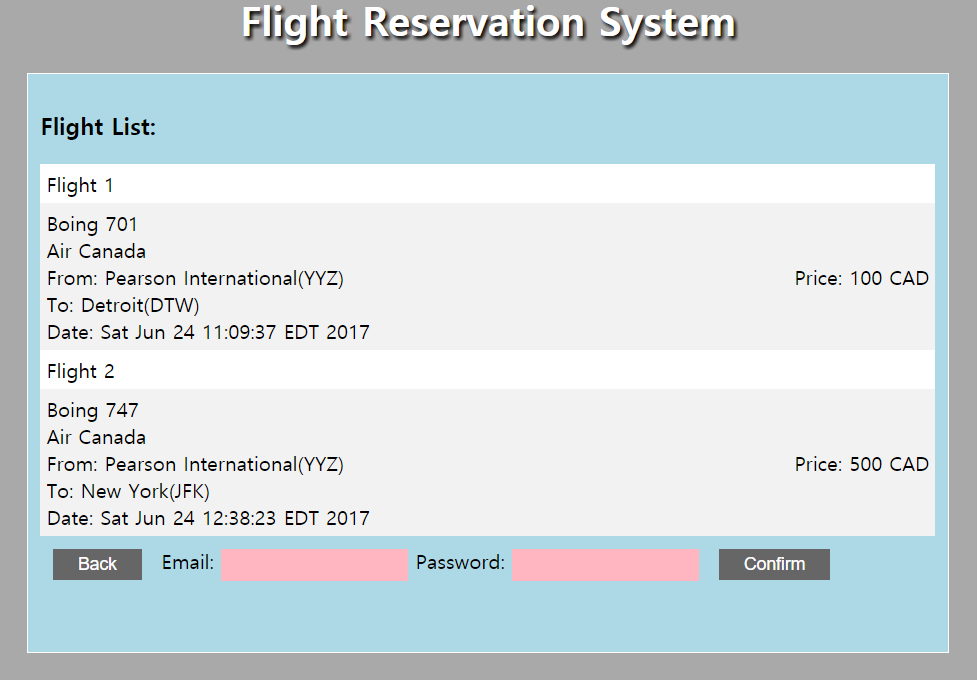 Flight Reservation System
Flight List:
Flight 1
Boing 701
Air Canada
From: Pearson International(YYZ)
Price: 100 CAD
To: Detroit(DTW)
Date: Sat Jun 24 11:09:37 EDT 2017
Flight 2
Boing 747
Air Canada
From: Pearson International(YYZ)
Price: 500 CAD
To: New York(JFK)
Date: Sat Jun 24 12:38:23 EDT 2017
Back Email: Password: Confirm